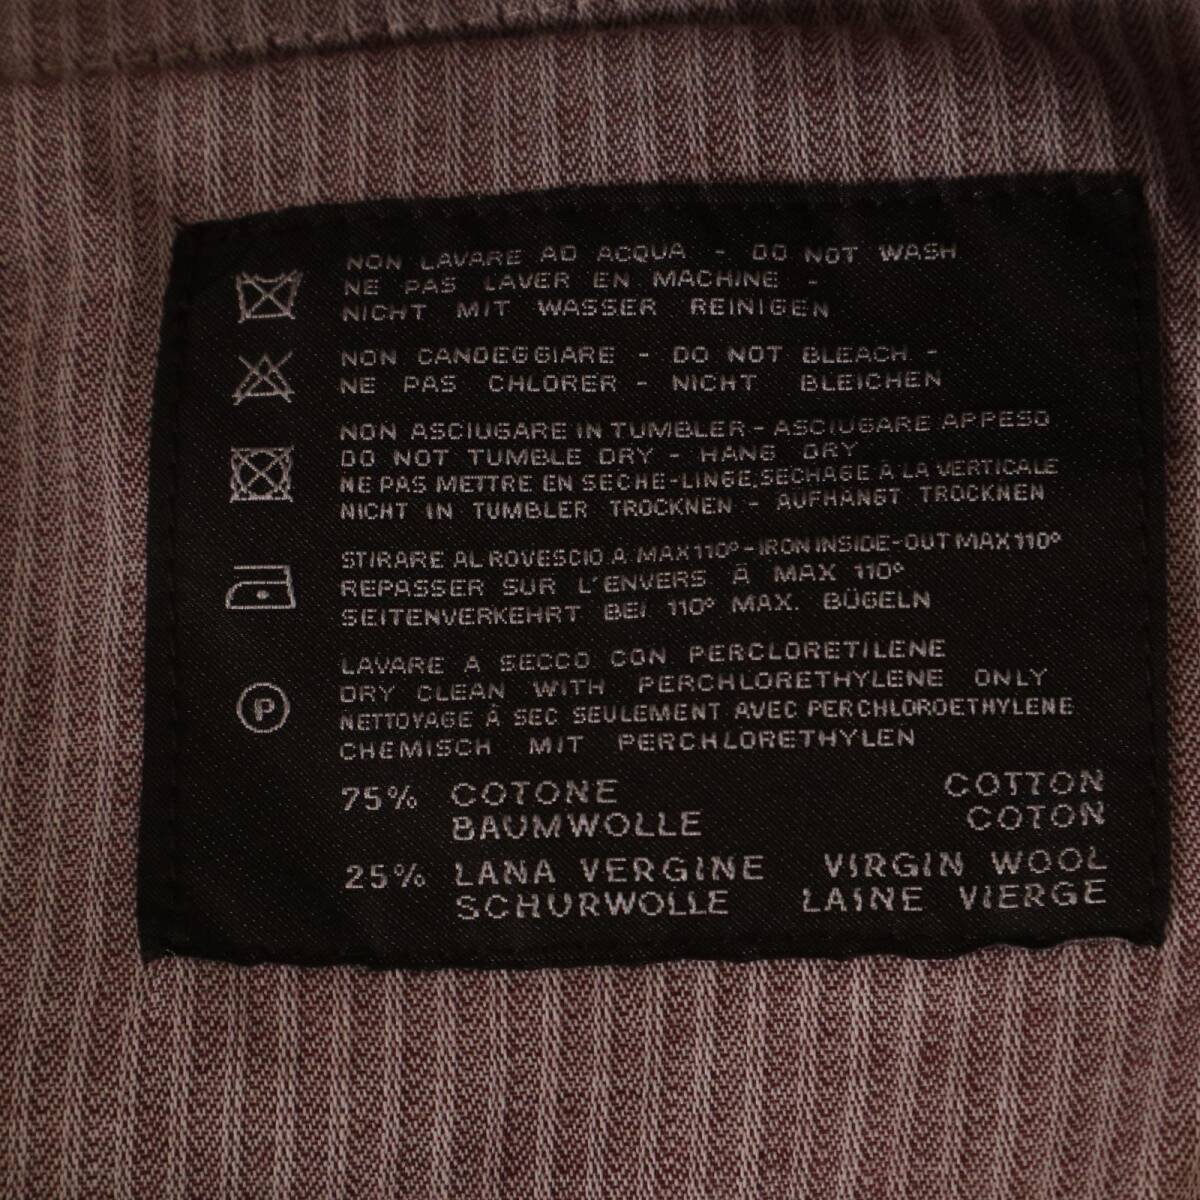 NON LAVARE AD ACQUA - DO NOT WASH
NE PAS LAVER EN MACHINE -
NICHT MIT WASSER REINIGEN
NON CANDEGGIARE - DO NOT BLEACH -
NE PAS CHLORER - NICHT BLEICHEN
NON ASCIUGARE IN TUMBLER - ASCIUGARE APPESO
DO NOT TUMBLE DRY - HANG DRY
NE PAS METTRE EN SECHE-LINGE, SECHAGE À LA VERTICALE
NICHT IN TUMBLER TROCKNEN - AUFHANGT TROCKNEN
STIRARE AL ROVESCIO A MAX 110° - IRON INSIDE-OUT MAX 110°
REPASSER SUR L'ENVERS Ä MAX 110°
SEITENVERKEHRT BEI 110° MAX. BÜGELN
P
LAVARE A SECCO CON PERCLORETILENE
DRY CLEAN WITH PERCHLORETHYLENE ONLY
NETTOYAGE À SEC SEULEMENT AVEC PERCHLOROETHYLENE
CHEMISCH MIT PERCHLORETHYLEN
75% COTONE COTTON
BAUMWOLLE COTON
25% LANA VERGINE VIRGIN WOOL
SCHURWOLLE LAINE VIERGE